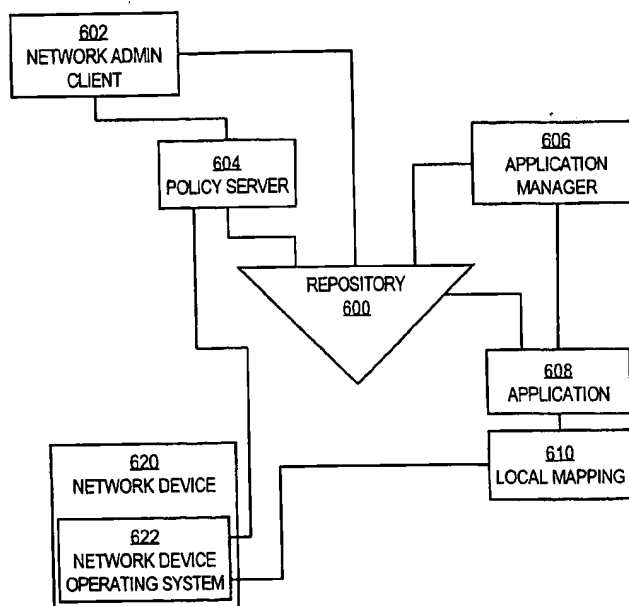 602
NETWORK ADMIN
CLIENT
604
POLICY SERVER
606
APPLICATION
MANAGER
REPOSITORY
600
608
APPLICATION
610
LOCAL MAPPING
620
NETWORK DEVICE
622
NETWORK DEVICE
OPERATING SYSTEM